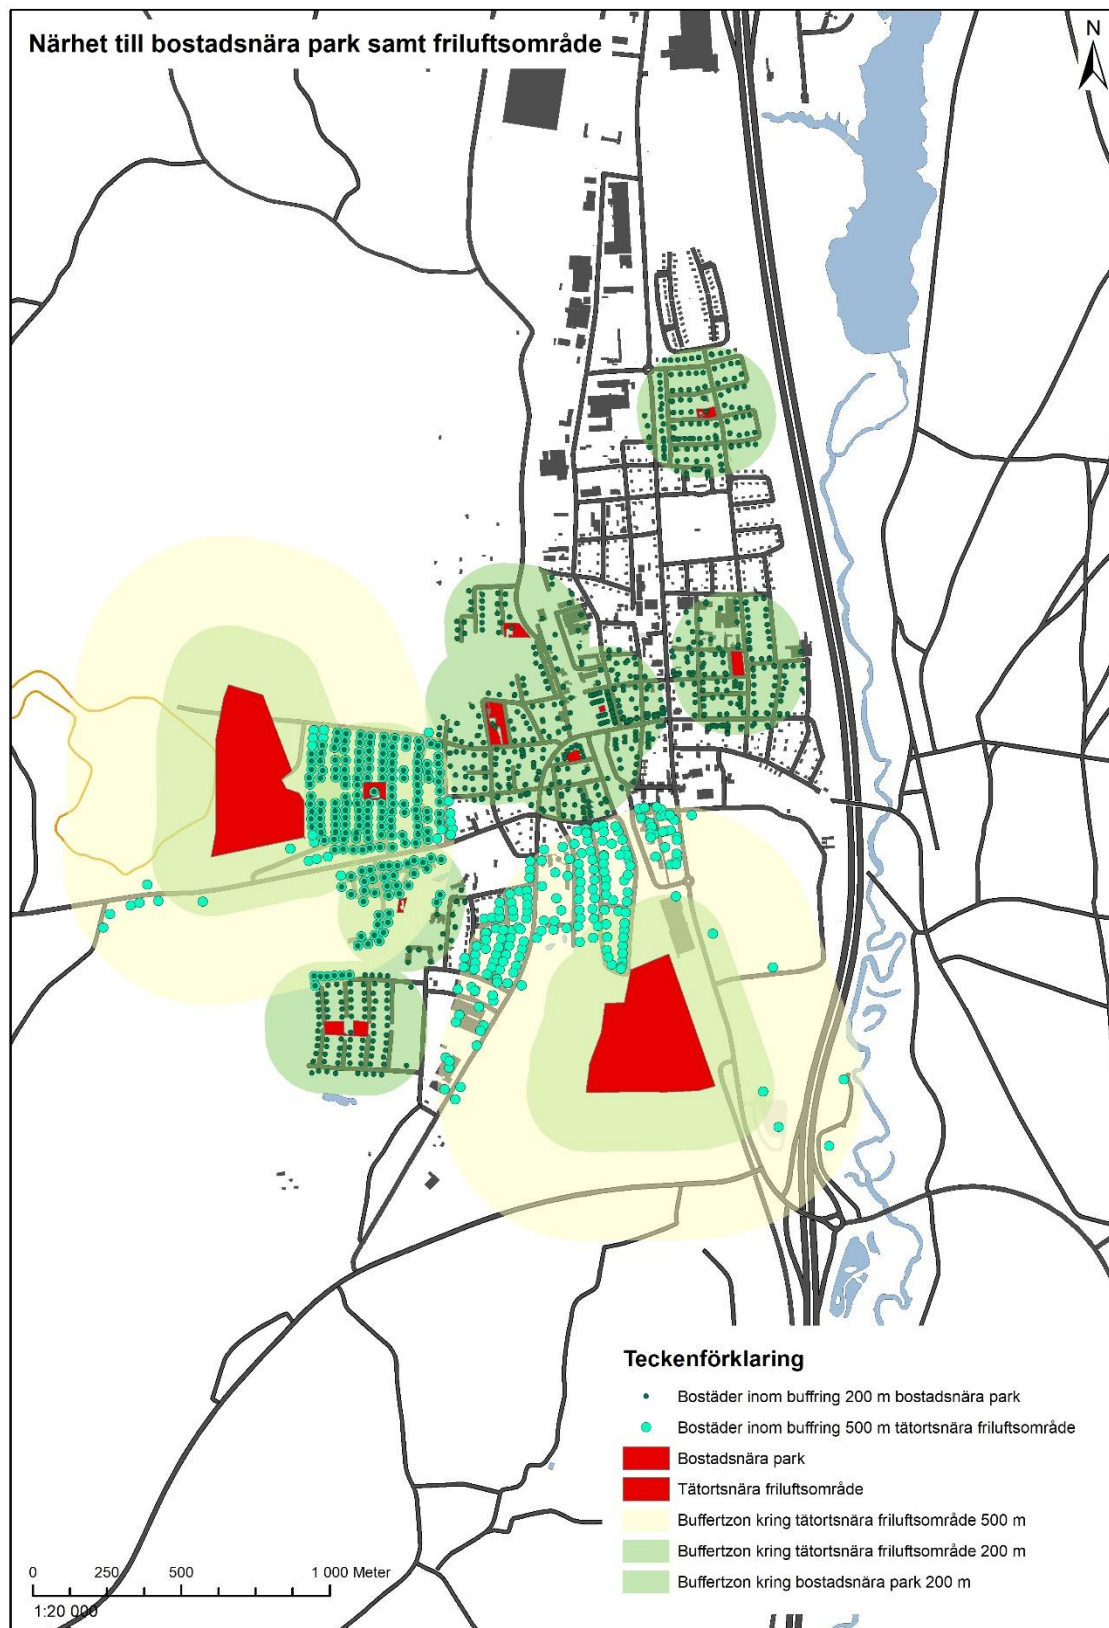 Närhet till bostadsnära park samt friluftsområde
N
Teckenförklaring
Bostäder inom buffring 200 m bostadsnära park
Bostäder inom buffring 500 m tätortsnära friluftsområde
Bostadsnära park
Tätortsnära friluftsområde
Buffertzon kring tätortsnära friluftsområde 500 m
Buffertzon kring tätortsnära friluftsområde 200 m
Buffertzon kring bostadsnära park 200 m
0 250 500 1 000 Meter
1:20 000